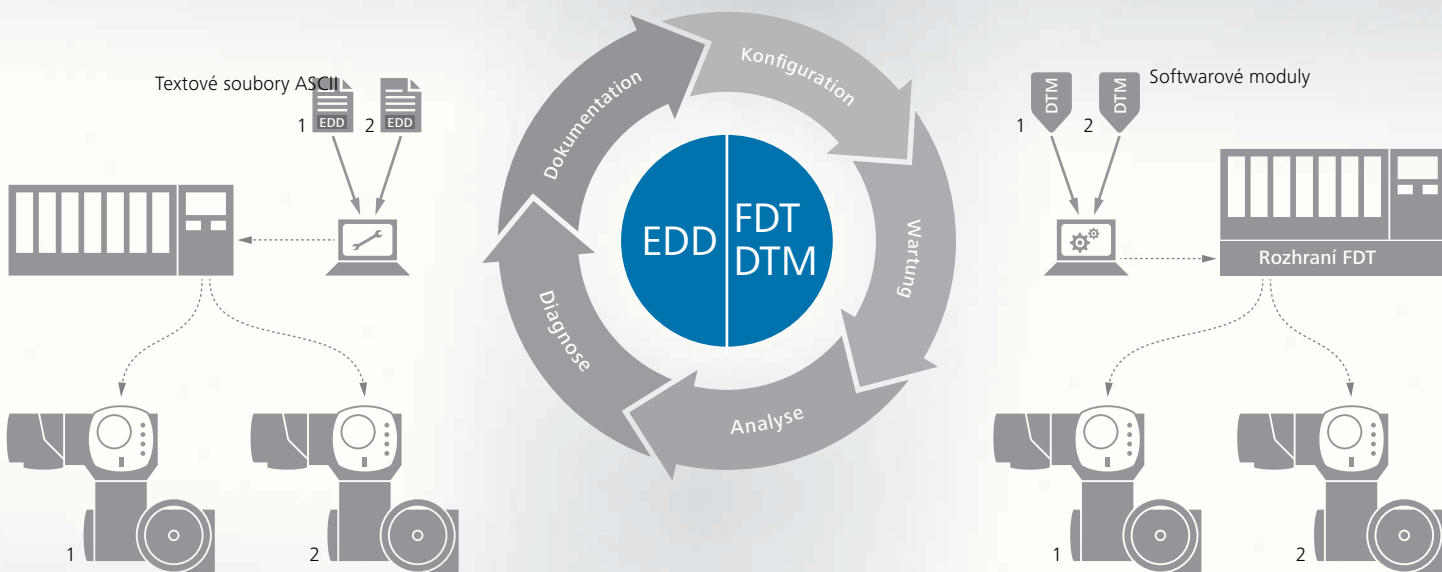 Textové soubory ASCII
1
EDD
2
EDD
1
2
Dokumentation
Konfiguration
Wartung
Analyse
Diagnose
EDD
FDT
DTM
Softwarové moduly
1
DTM
2
DTM
Rozhraní FDT
1
2